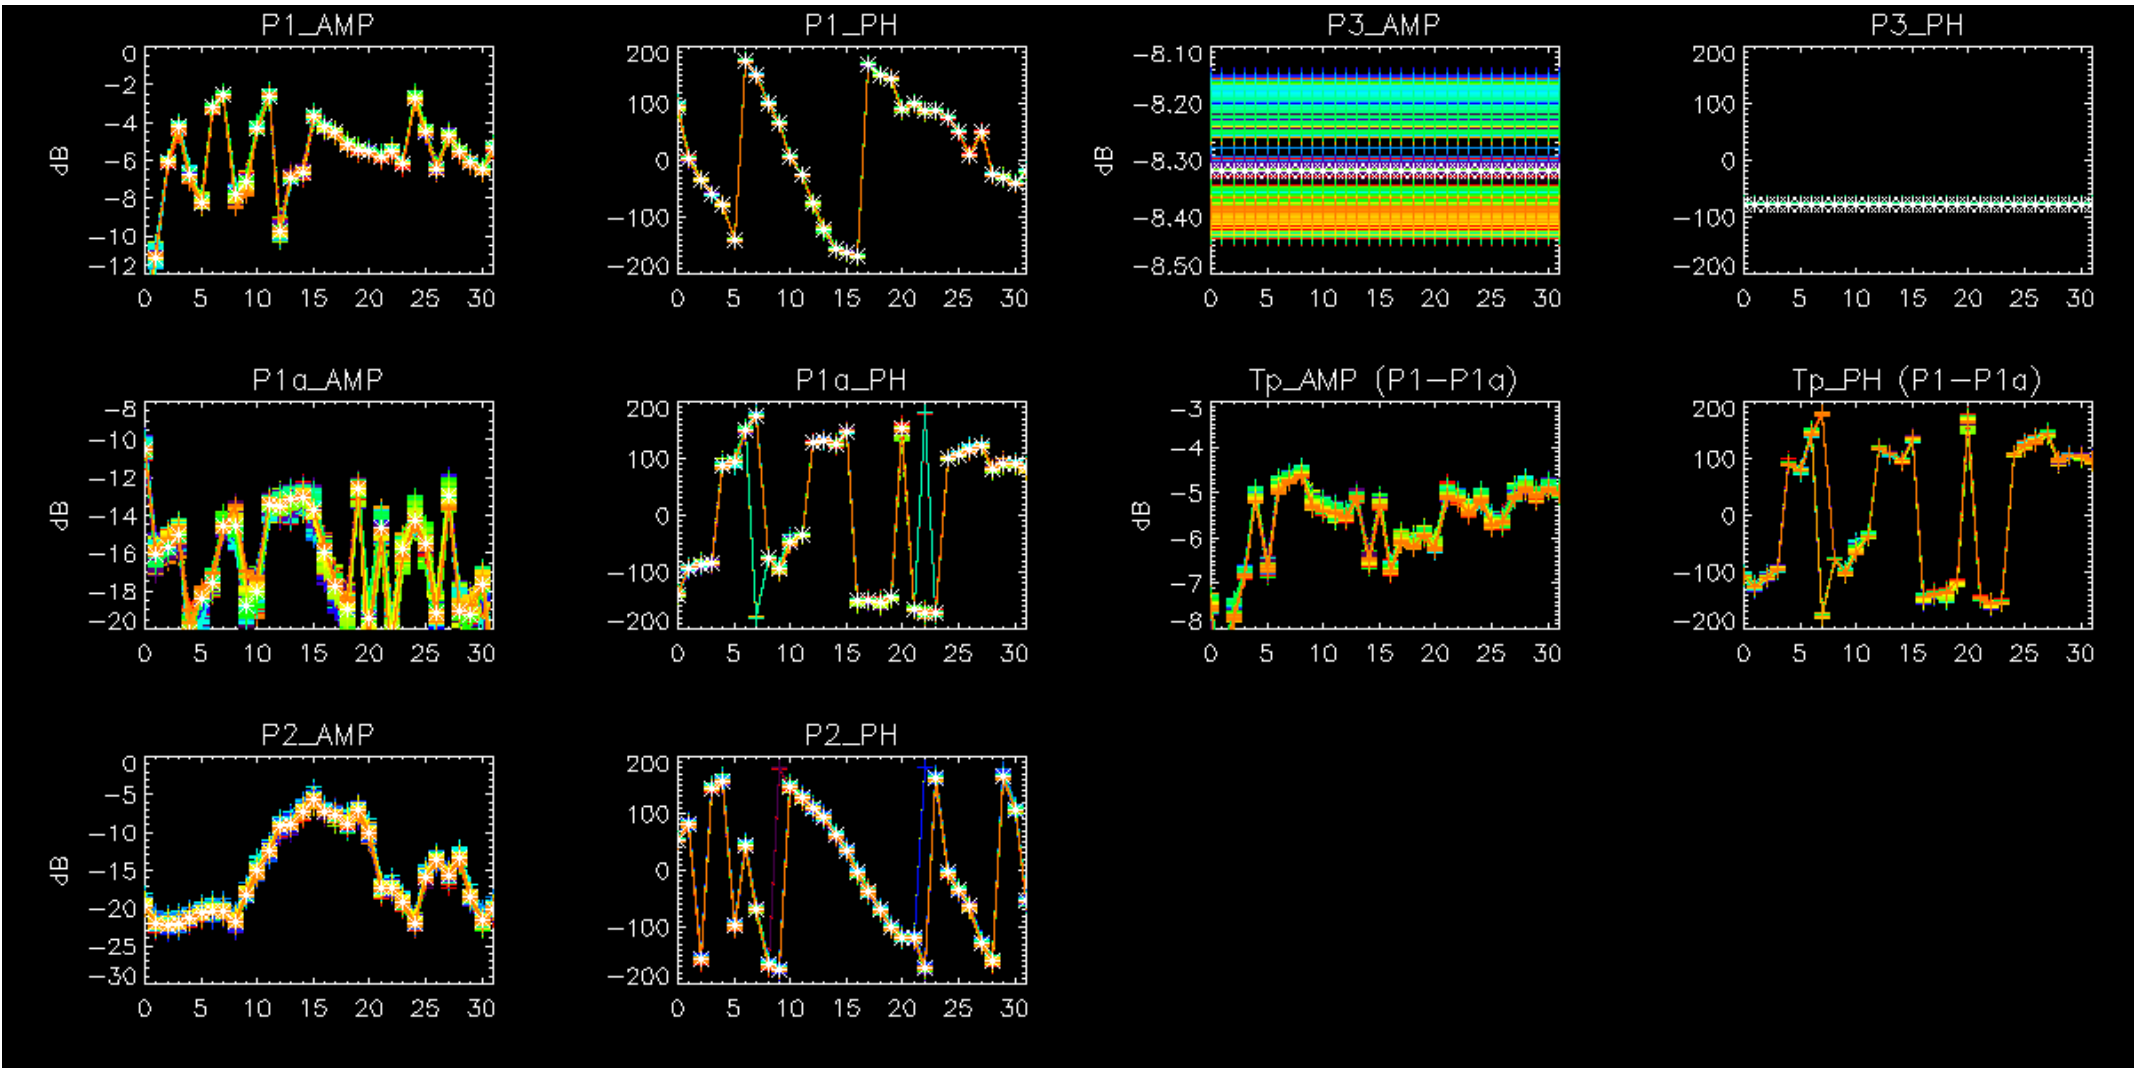 P1_AMP
P1_PH
P3_AMP
P3_PH
0
−2
−4
−6
−8
−10
−12
dB
0 5 10 15 20 25 30
200
100
0
−100
−200
0 5 10 15 20 25 30
−8.10
−8.20
−8.30
−8.40
−8.50
dB
0 5 10 15 20 25 30
200
100
0
−100
−200
0 5 10 15 20 25 30
P1a_AMP
P1a_PH
Tp_AMP (P1−P1a)
Tp_PH (P1−P1a)
−8
−10
−12
−14
−16
−18
−20
dB
0 5 10 15 20 25 30
200
100
0
−100
−200
0 5 10 15 20 25 30
−3
−4
−5
−6
−7
−8
dB
0 5 10 15 20 25 30
200
100
0
−100
−200
0 5 10 15 20 25 30
P2_AMP
P2_PH
0
−5
−10
−15
−20
−25
−30
dB
0 5 10 15 20 25 30
200
100
0
−100
−200
0 5 10 15 20 25 30